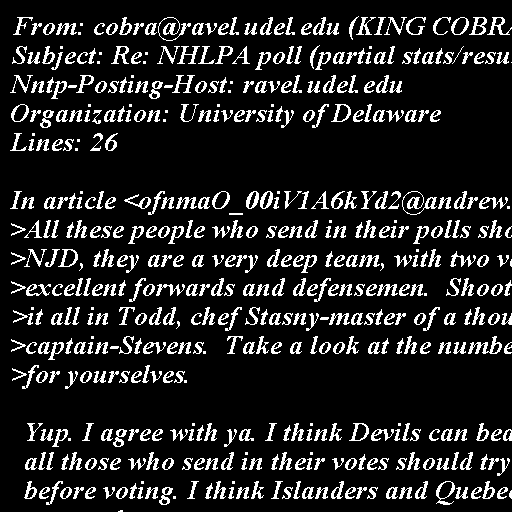 From: cobra@ravel.udel.edu (KING COBRA
Subject: Re: NHLPA poll (partial stats/resu
Nntp-Posting-Host: ravel.udel.edu
Organization: University of Delaware
Lines: 26

In article <ofnmaO_00iV1A6kYd2@andrew.
>All these people who send in their polls sho
>NJD, they are a very deep team, with two v
>excellent forwards and defensemen.  Shoot
>it all in Todd, chef Stasny-master of a thou
>captain-Stevens.  Take a look at the numbe
>for yourselves.

Yup. I agree with ya. I think Devils can bea
all those who send in their votes should try
before voting. I think Islanders and Quebec